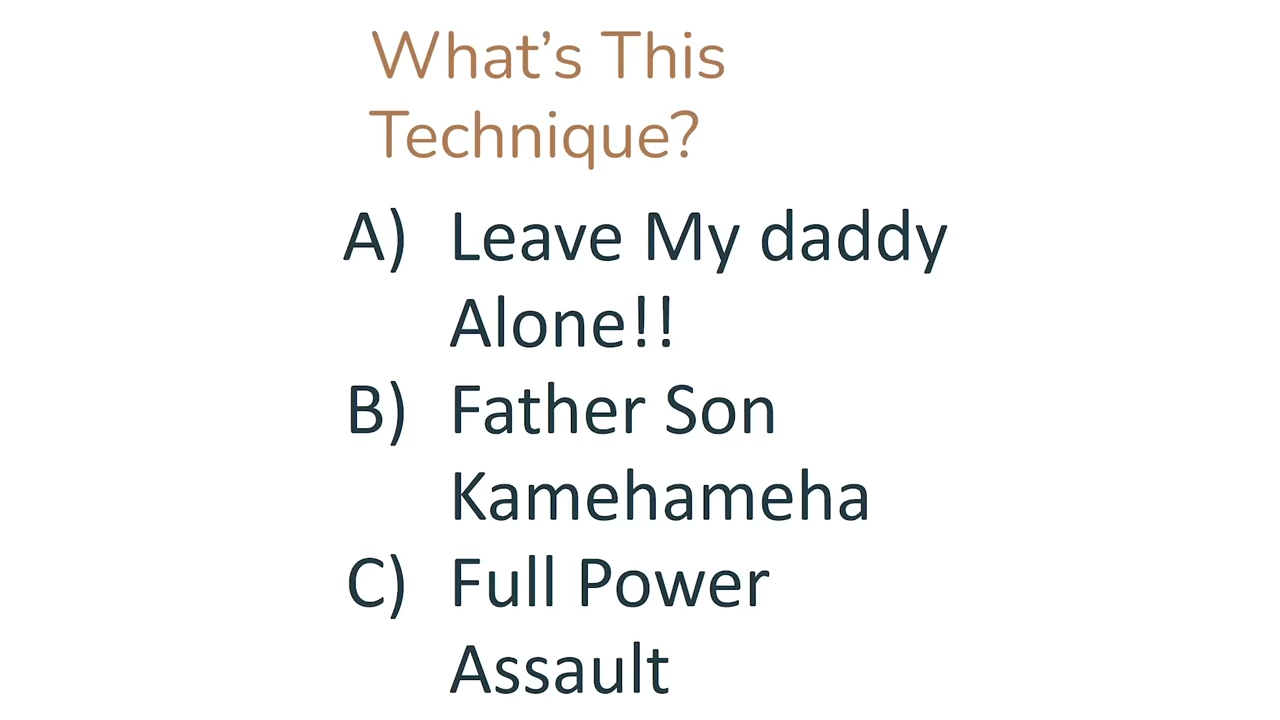 What’s This
Technique?
A) Leave My daddy
Alone!!
B) Father Son
Kamehameha
C) Full Power
Assault